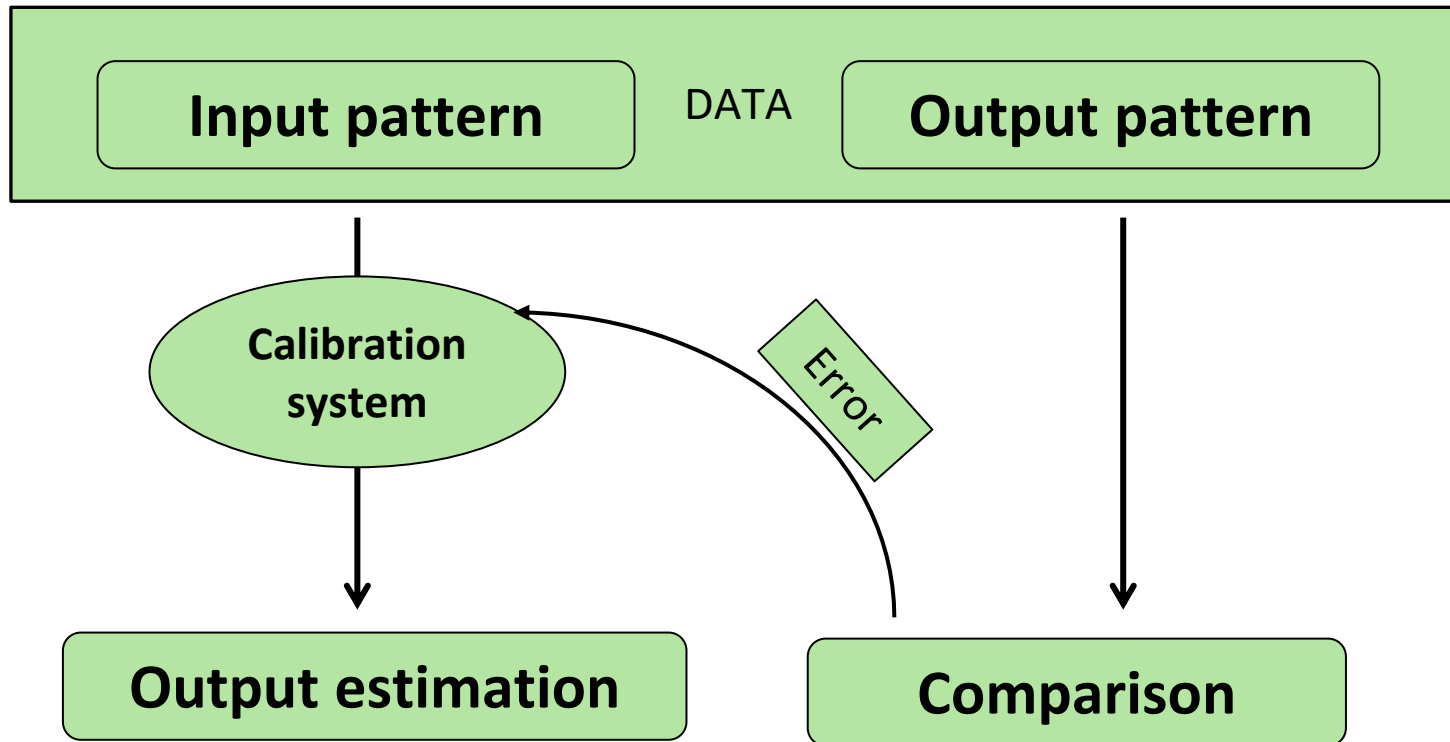 Input pattern
DATA
Output pattern
Calibration
system
Error
Output estimation
Comparison